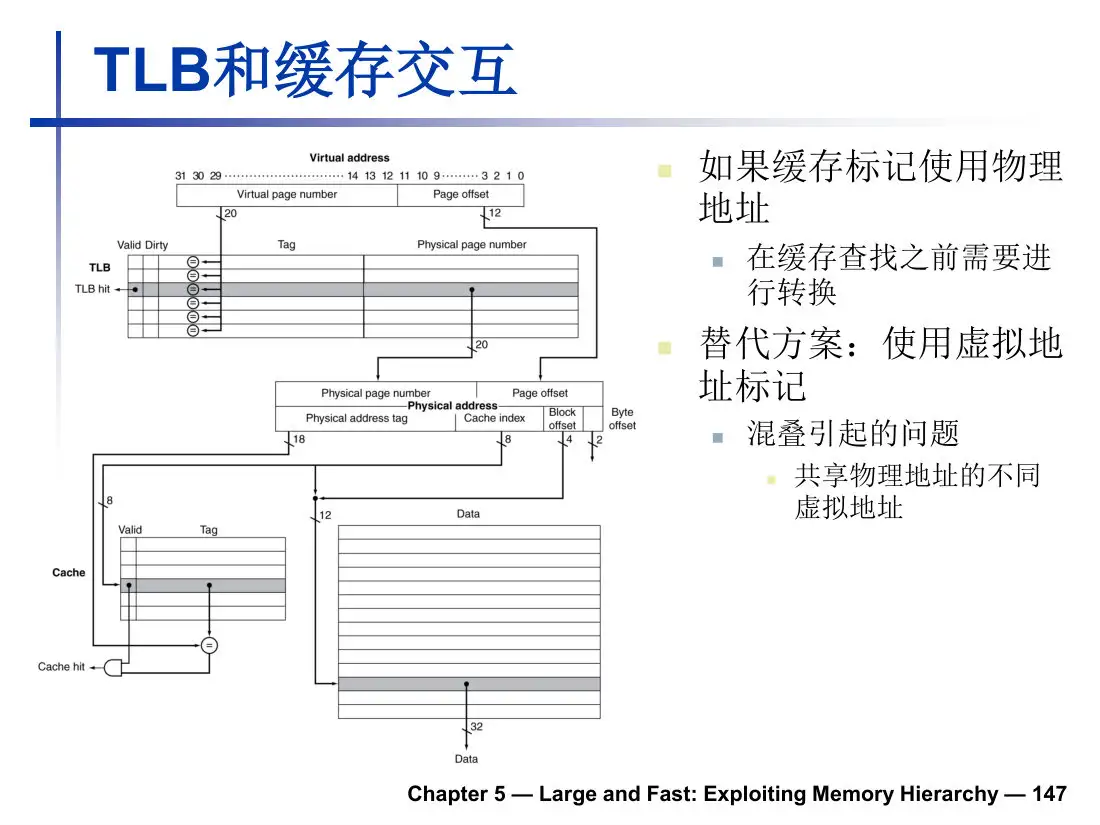 TLB和缓存交互
Virtual address
31 30 29 ··························· 14 13 12 11 10 9 ········· 3 2 1 0
Virtual page number Page offset
20 12
Valid Dirty Tag Physical page number
TLB
TLB hit
=
=
=
=
=
=
20
Physical page number Page offset
Physical address
Physical address tag Cache index Block offset Byte offset
18 8 4 2
8
12
Data
Valid Tag
Cache
=
Cache hit
32
Data
如果缓存标记使用物理
地址
在缓存查找之前需要进
行转换
替代方案：使用虚拟地
址标记
混叠引起的问题
共享物理地址的不同
虚拟地址
Chapter 5 — Large and Fast: Exploiting Memory Hierarchy — 147